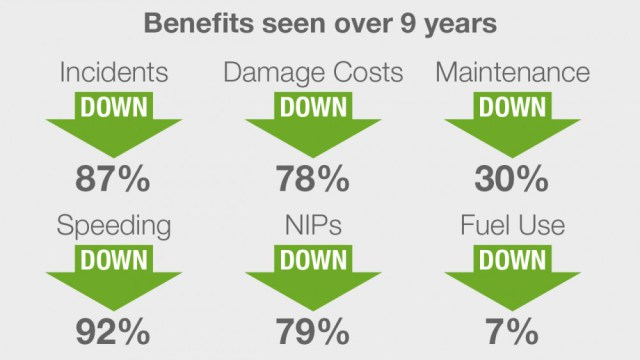 Benefits seen over 9 years
Incidents Damage Costs Maintenance
DOWN DOWN DOWN
87% 78% 30%
Speeding NIPs Fuel Use
DOWN DOWN DOWN
92% 79% 7%